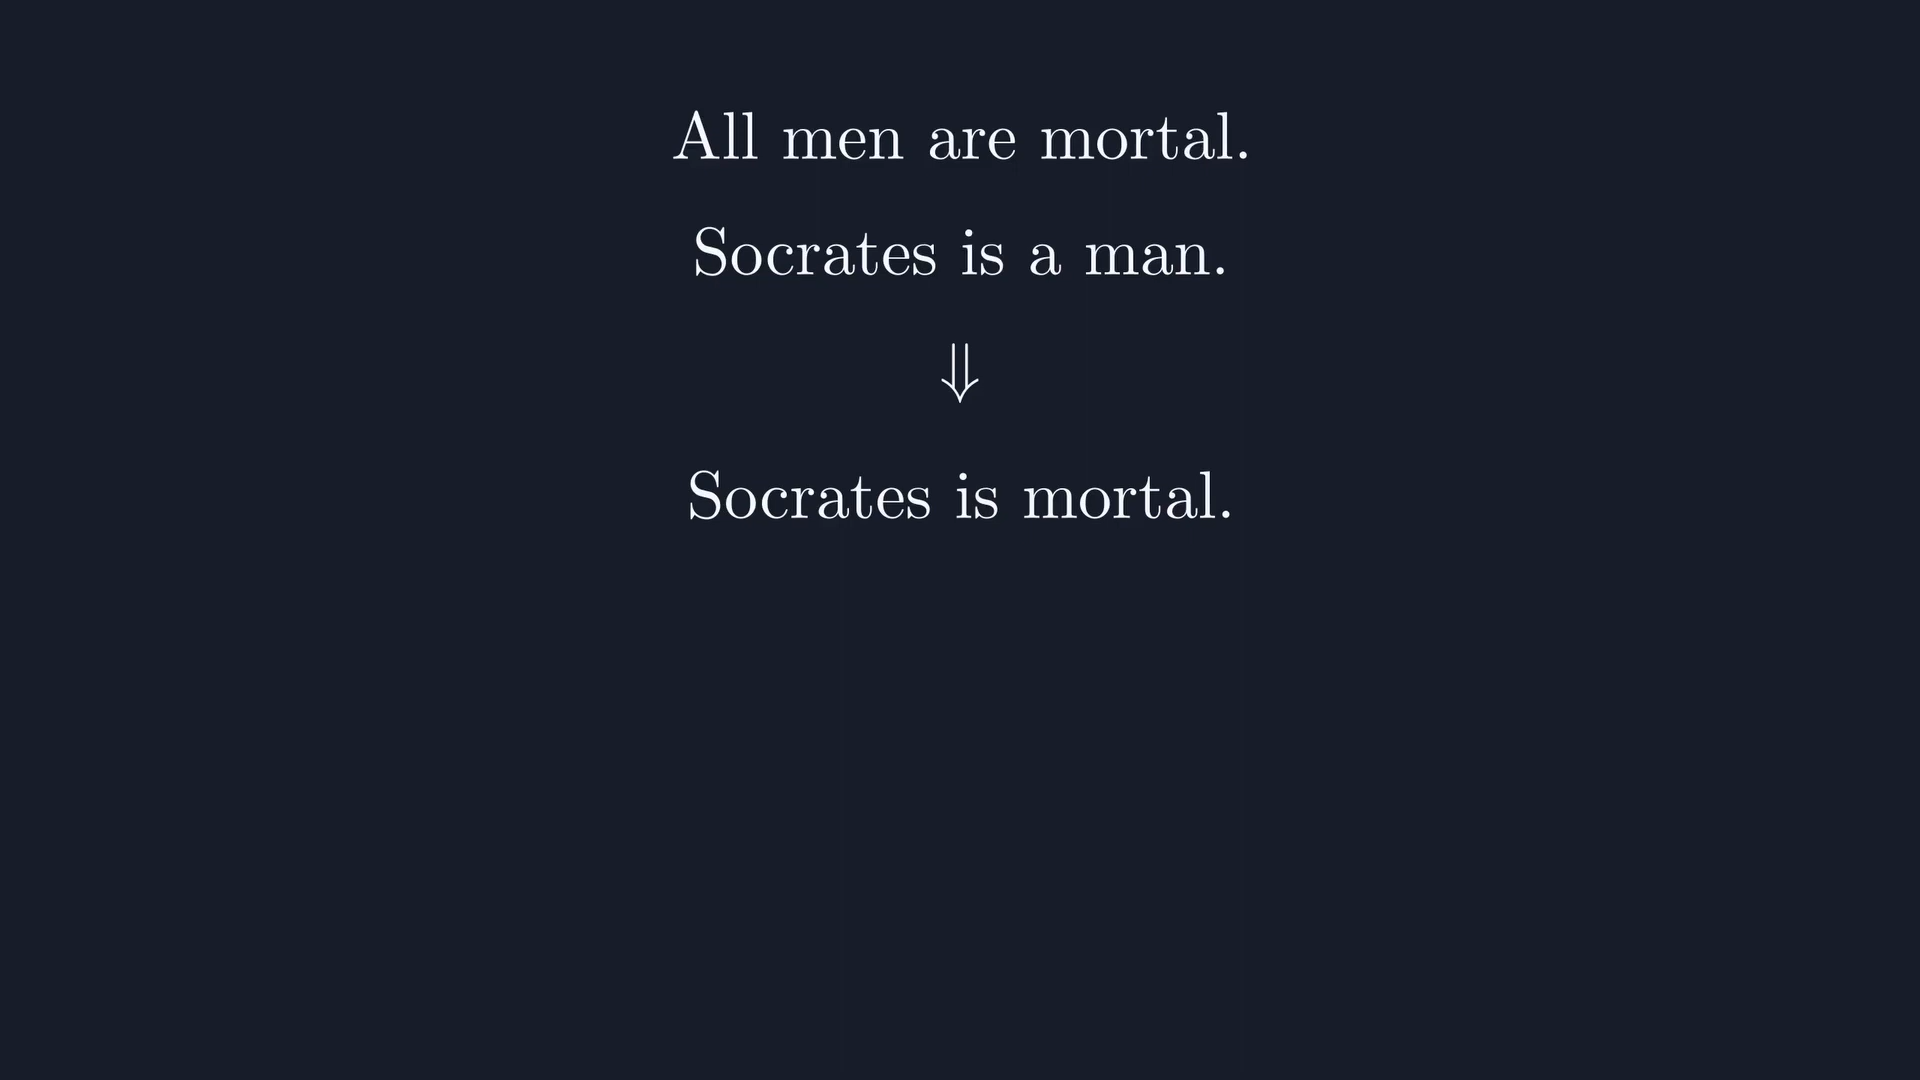 All men are mortal.
Socrates is a man.
⇓
Socrates is mortal.